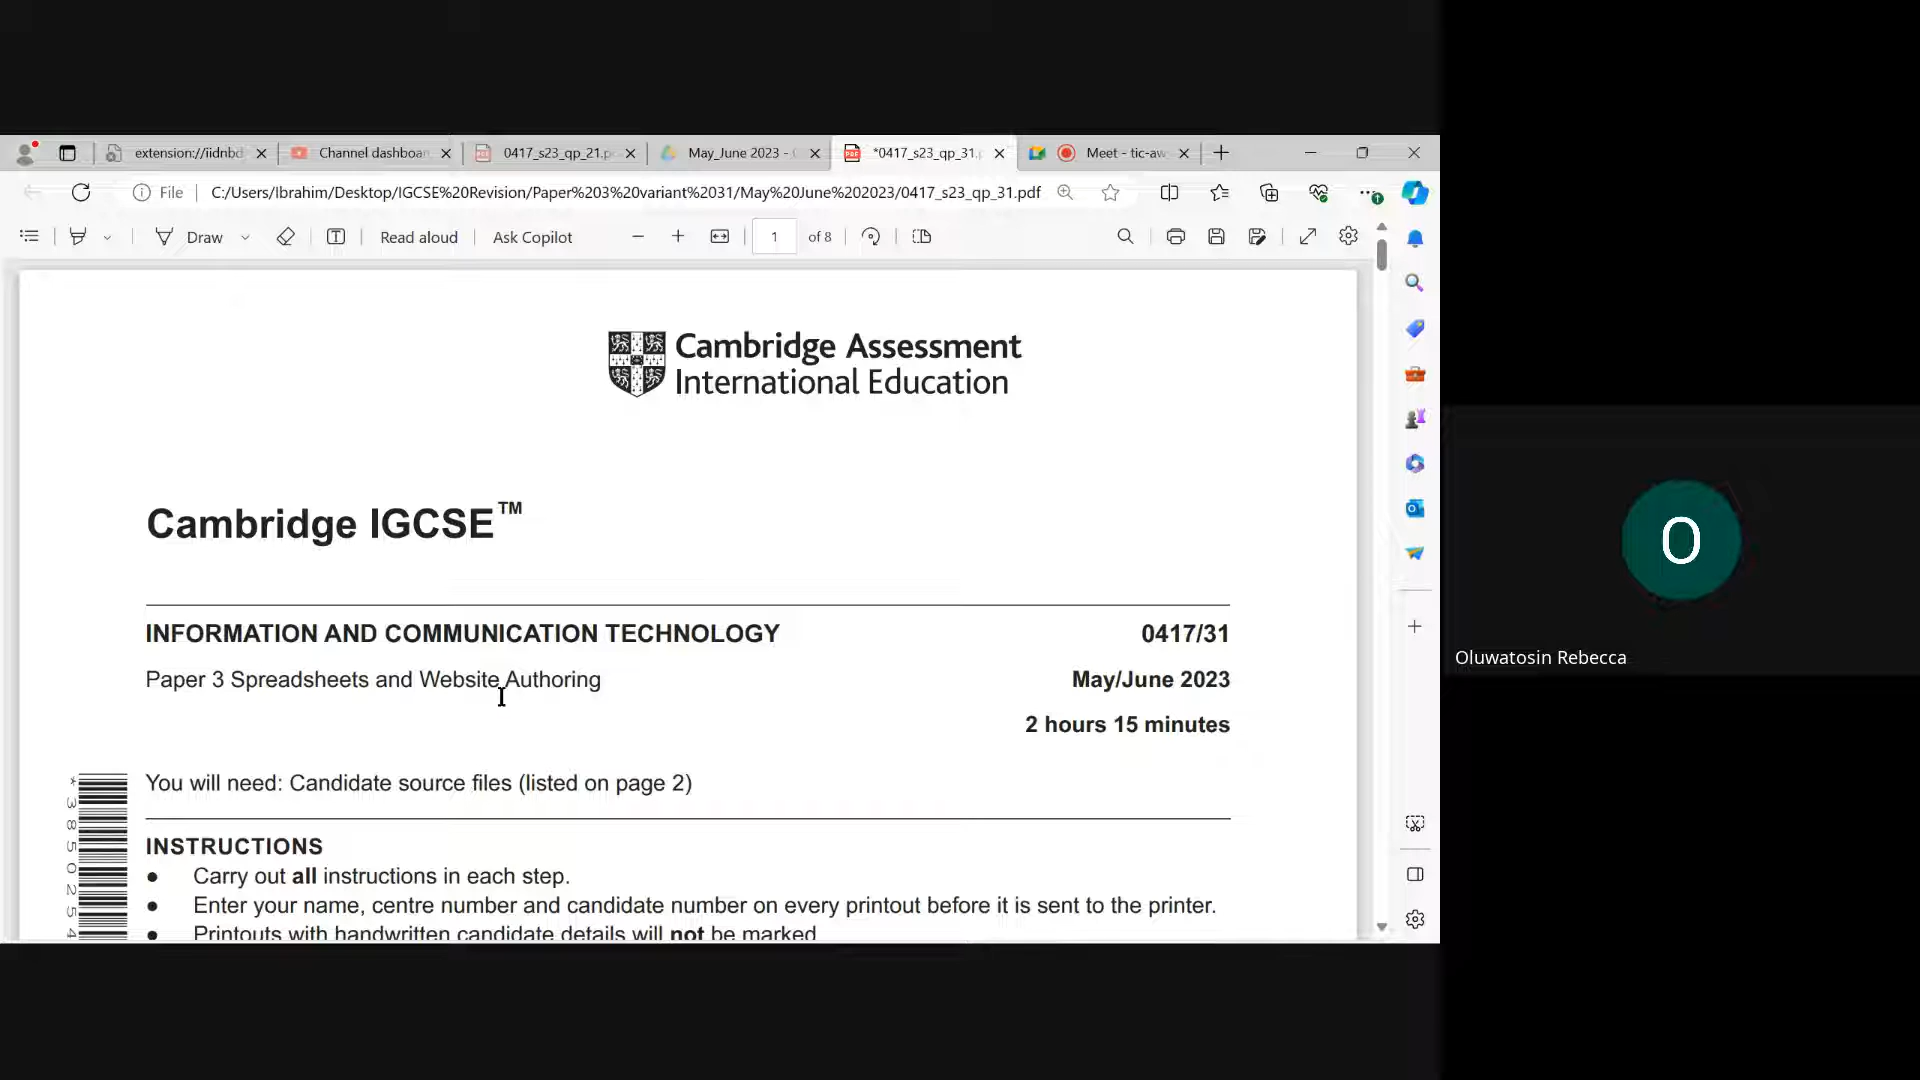 extension://iidnbd
Channel dashboar
0417_s23_qp_21.p
May_June 2023 -
*0417_s23_qp_31.
Meet - tic-aw
File
C:/Users/Ibrahim/Desktop/IGCSE%20Revision/Paper%203%20variant%2031/May%20June%202023/0417_s23_qp_31.pdf
Draw
Read aloud
Ask Copilot
1 of 8
Cambridge Assessment
International Education
Cambridge IGCSE™
INFORMATION AND COMMUNICATION TECHNOLOGY 0417/31
Paper 3 Spreadsheets and Website Authoring May/June 2023
2 hours 15 minutes
You will need: Candidate source files (listed on page 2)
INSTRUCTIONS
● Carry out all instructions in each step.
● Enter your name, centre number and candidate number on every printout before it is sent to the printer.
● Printouts with handwritten candidate details will not be marked
*3850254
O
Oluwatosin Rebecca